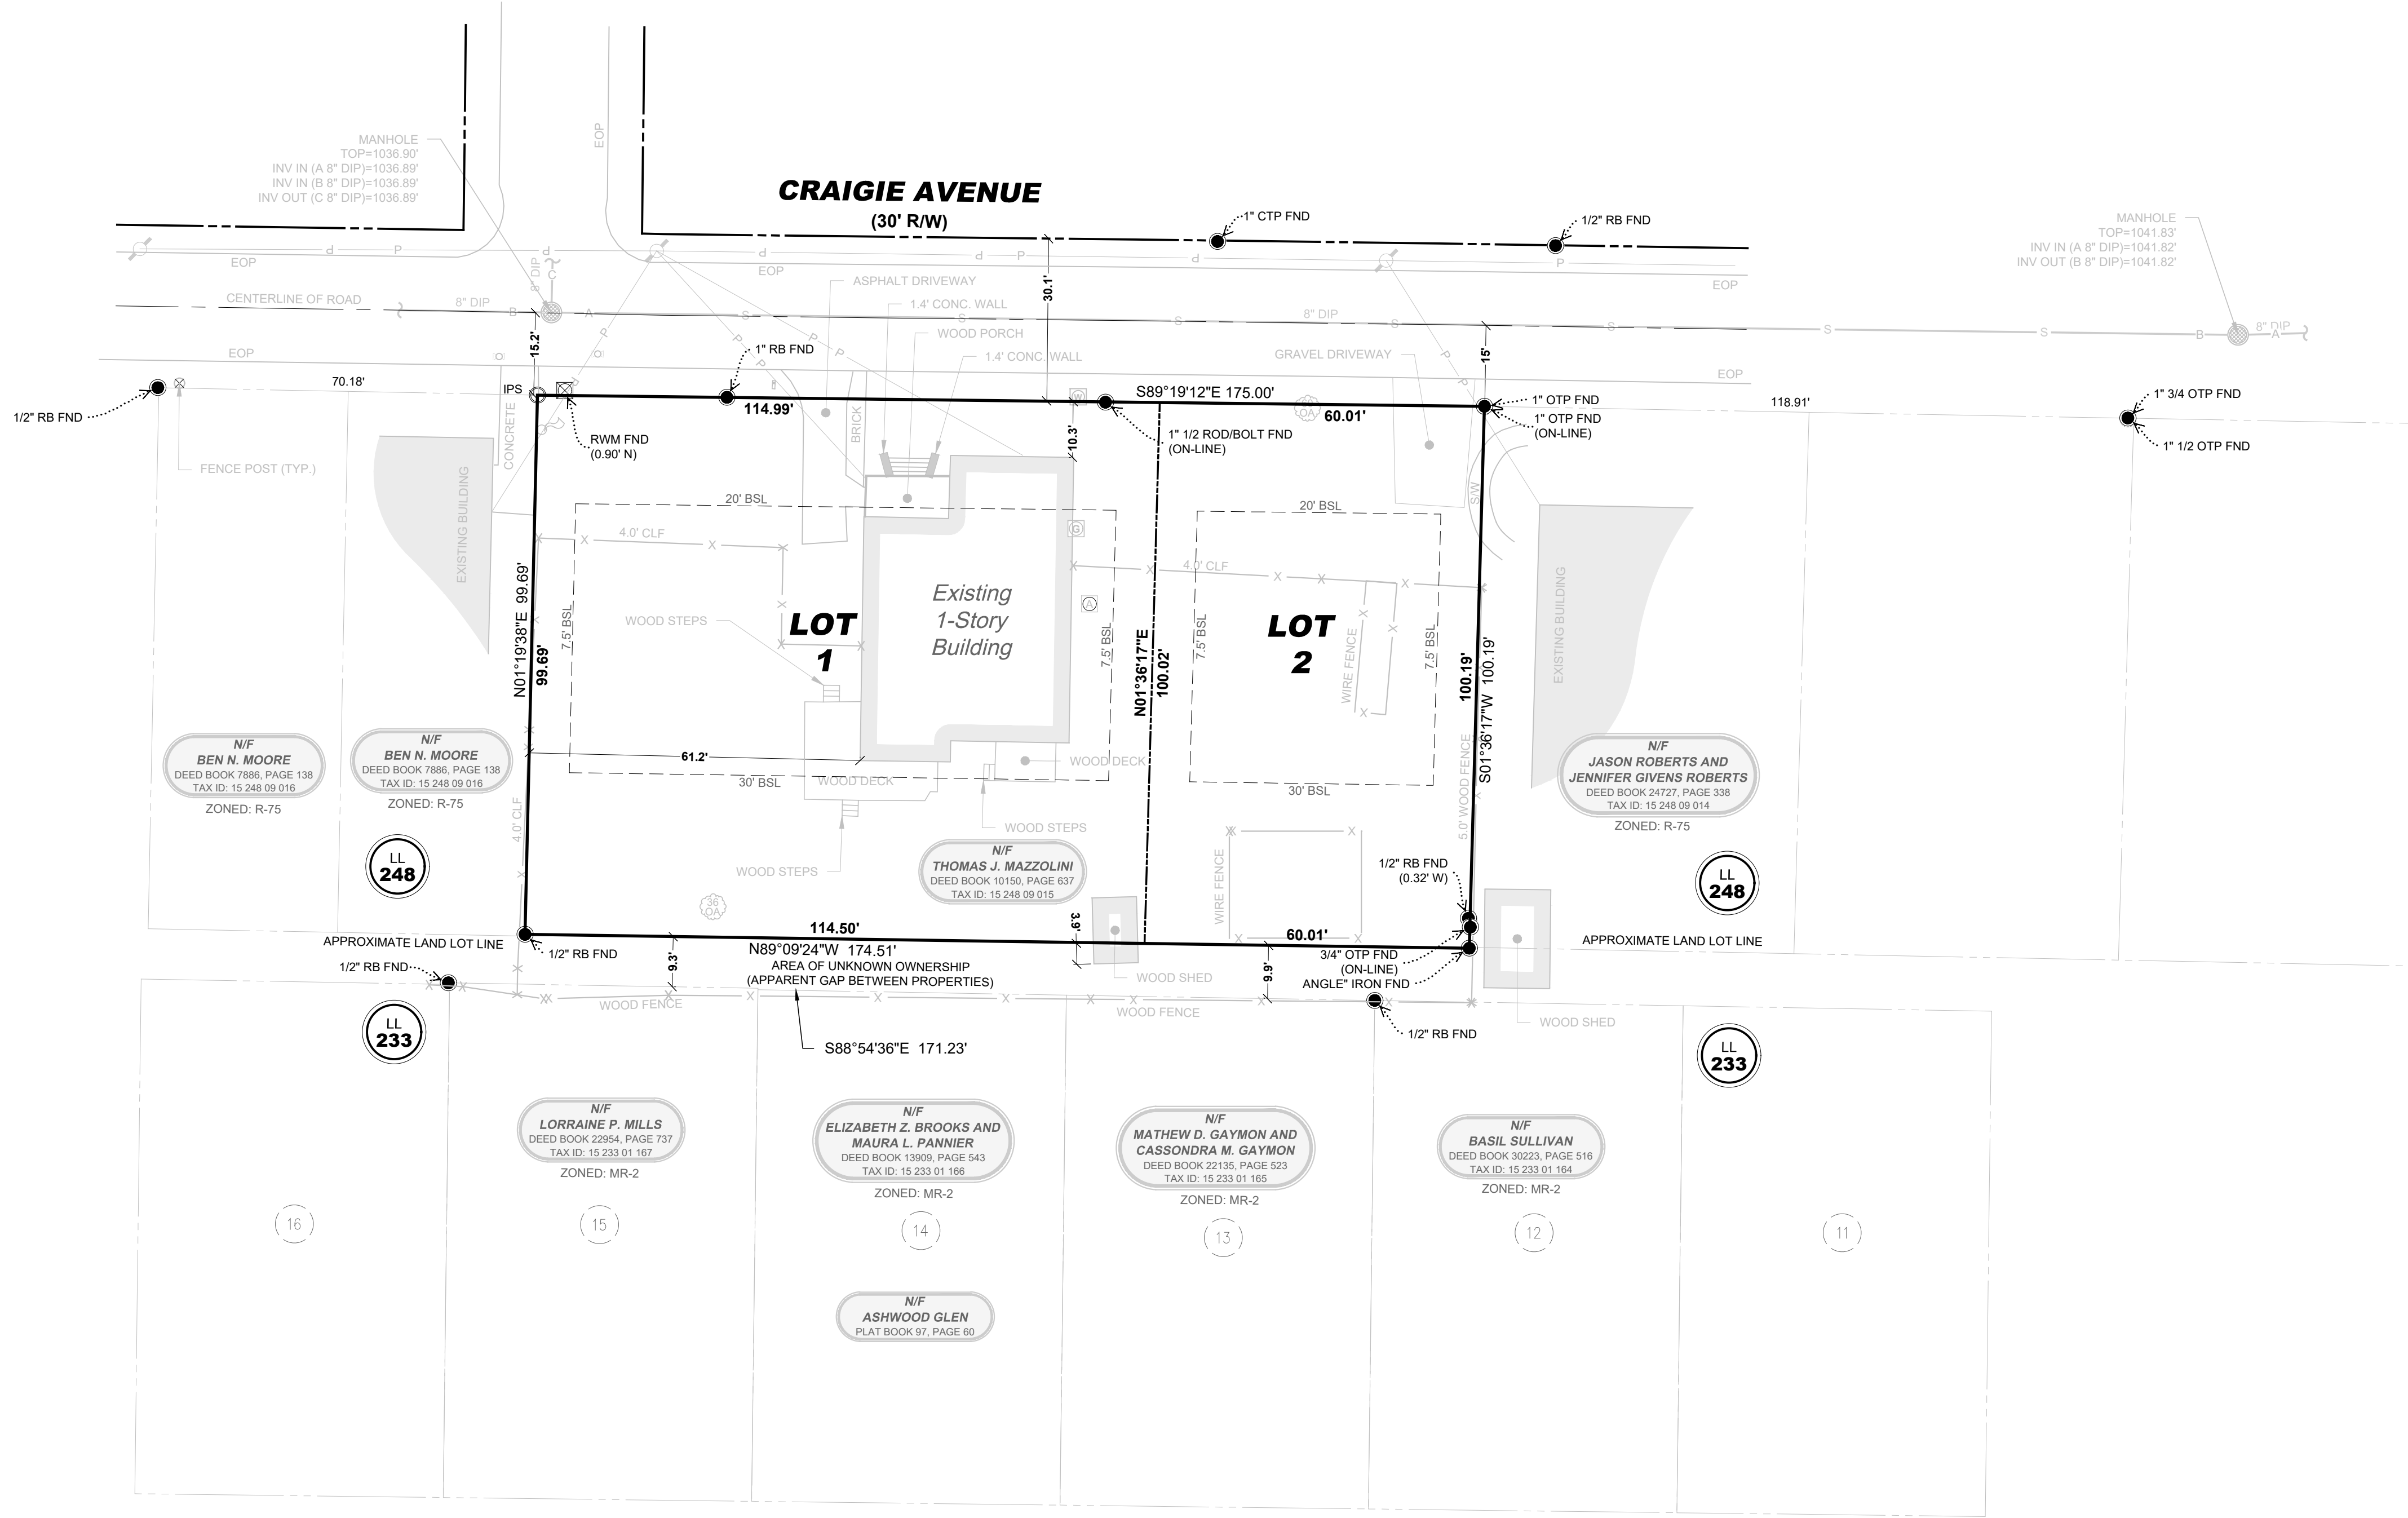 MANHOLE
TOP=1036.90'
INV IN (A 8" DIP)=1036.89'
INV IN (B 8" DIP)=1036.89'
INV OUT (C 8" DIP)=1036.89'
EOP
CRAIGIE AVENUE
(30' R/W)
1" CTP FND
1/2" RB FND
MANHOLE
TOP=1041.83'
INV IN (A 8" DIP)=1041.82'
INV OUT (B 8" DIP)=1041.82'
P
P
P
P
P
P
P
P
EOP
EOP
EOP
8" DIP
C
ASPHALT DRIVEWAY
30.1'
CENTERLINE OF ROAD
8" DIP
B
A
S
S
S
8" DIP
S
S
S
S
B
A
8" DIP
1.4' CONC. WALL
WOOD PORCH
1.4' CONC. WALL
15.2'
P
P
P
P
P
P
P
15'
EOP
1" RB FND
GRAVEL DRIVEWAY
EOP
70.18'
IPS
S89°19'12"E 175.00'
114.99'
60.01'
1" OTP FND
1" OTP FND
(ON-LINE)
118.91'
1" 3/4 OTP FND
1" 1/2 OTP FND
1/2" RB FND
W
OA
CONCRETE
BRICK
RWM FND
(0.90' N)
10.3'
1" 1/2 ROD/BOLT FND
(ON-LINE)
FENCE POST (TYP.)
EXISTING BUILDING
S/W
20' BSL
20' BSL
4.0' CLF
G
4.0' CLF
N01°19'38"E 99.69'
99.69'
7.5' BSL
WOOD STEPS
LOT
1
Existing
1-Story
Building
A
7.5' BSL
N01°36'17"E
100.02'
7.5' BSL
LOT
2
WIRE FENCE
7.5' BSL
100.19'
S01°36'17"W 100.19'
EXISTING BUILDING
61.2'
WOOD DECK
WOOD DECK
30' BSL
30' BSL
5.0' WOOD FENCE
N/F
BEN N. MOORE
DEED BOOK 7886, PAGE 138
TAX ID: 15 248 09 016
ZONED: R-75
N/F
BEN N. MOORE
DEED BOOK 7886, PAGE 138
TAX ID: 15 248 09 016
ZONED: R-75
N/F
JASON ROBERTS AND
JENNIFER GIVENS ROBERTS
DEED BOOK 24727, PAGE 338
TAX ID: 15 248 09 014
ZONED: R-75
4.0' CLF
WOOD STEPS
WOOD STEPS
N/F
THOMAS J. MAZZOLINI
DEED BOOK 10150, PAGE 637
TAX ID: 15 248 09 015
LL
248
1/2" RB FND
(0.32' W)
LL
248
36
OA
WIRE FENCE
3.9'
114.50'
60.01'
APPROXIMATE LAND LOT LINE
N89°09'24"W 174.51'
APPROXIMATE LAND LOT LINE
1/2" RB FND
9.3'
AREA OF UNKNOWN OWNERSHIP
(APPARENT GAP BETWEEN PROPERTIES)
WOOD SHED
9.9'
3/4" OTP FND
(ON-LINE)
ANGLE" IRON FND
1/2" RB FND
WOOD FENCE
WOOD FENCE
WOOD SHED
LL
233
S88°54'36"E 171.23'
1/2" RB FND
LL
233
N/F
LORRAINE P. MILLS
DEED BOOK 22954, PAGE 737
TAX ID: 15 233 01 167
ZONED: MR-2
N/F
ELIZABETH Z. BROOKS AND
MAURA L. PANNIER
DEED BOOK 13909, PAGE 543
TAX ID: 15 233 01 166
ZONED: MR-2
N/F
MATHEW D. GAYMON AND
CASSONDRA M. GAYMON
DEED BOOK 22135, PAGE 523
TAX ID: 15 233 01 165
ZONED: MR-2
N/F
BASIL SULLIVAN
DEED BOOK 30223, PAGE 516
TAX ID: 15 233 01 164
ZONED: MR-2
16
15
14
13
12
11
N/F
ASHWOOD GLEN
PLAT BOOK 97, PAGE 60